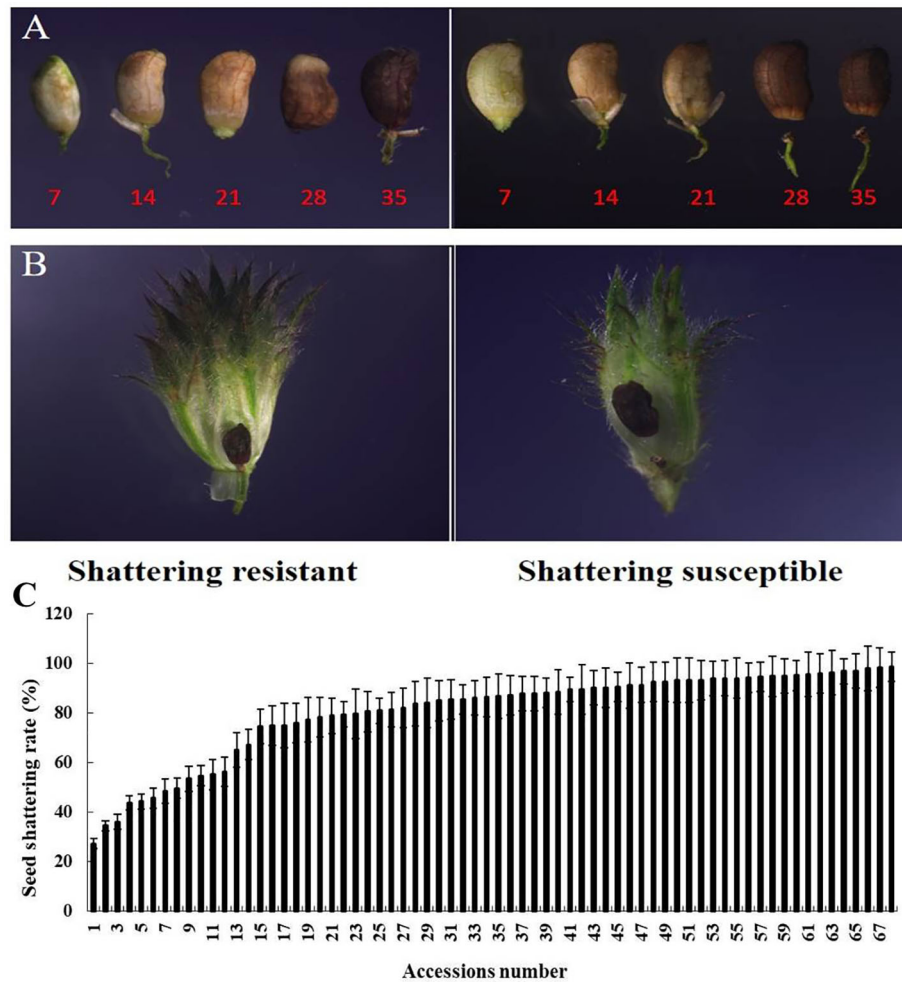 A
7 14 21 28 35 7 14 21 28 35
B
Shattering resistant Shattering susceptible
C
120
100
80
60
40
20
0
Seed shattering rate (%)
1 3 5 7 9 11 13 15 17 19 21 23 25 27 29 31 33 35 37 39 41 43 45 47 49 51 53 55 57 59 61 63 65 67
Accessions number